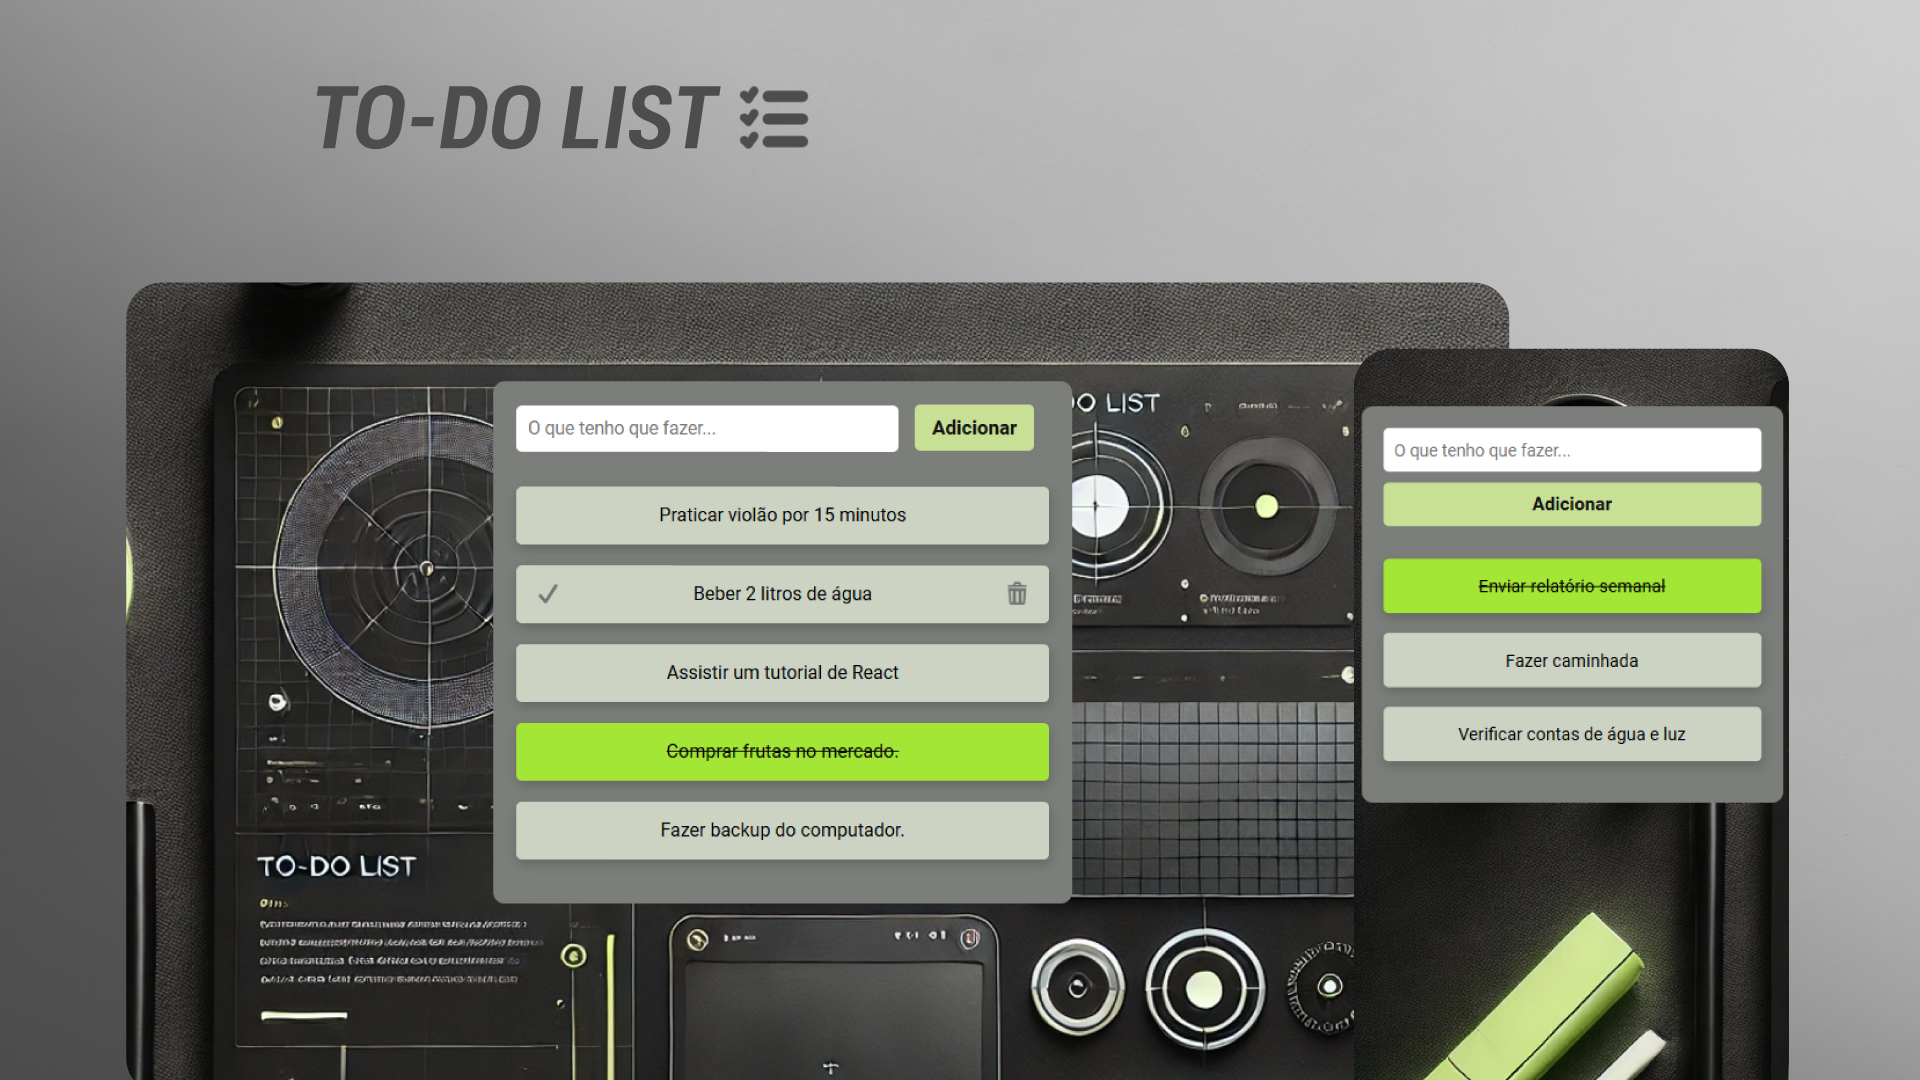 TO-DO LIST
O que tenho que fazer...
Adicionar
Praticar violão por 15 minutos
Beber 2 litros de água
Assistir um tutorial de React
Comprar frutas no mercado.
Fazer backup do computador.
DO LIST
TO-DO LIST
O que tenho que fazer...
Adicionar
Enviar relatório semanal
Fazer caminhada
Verificar contas de água e luz